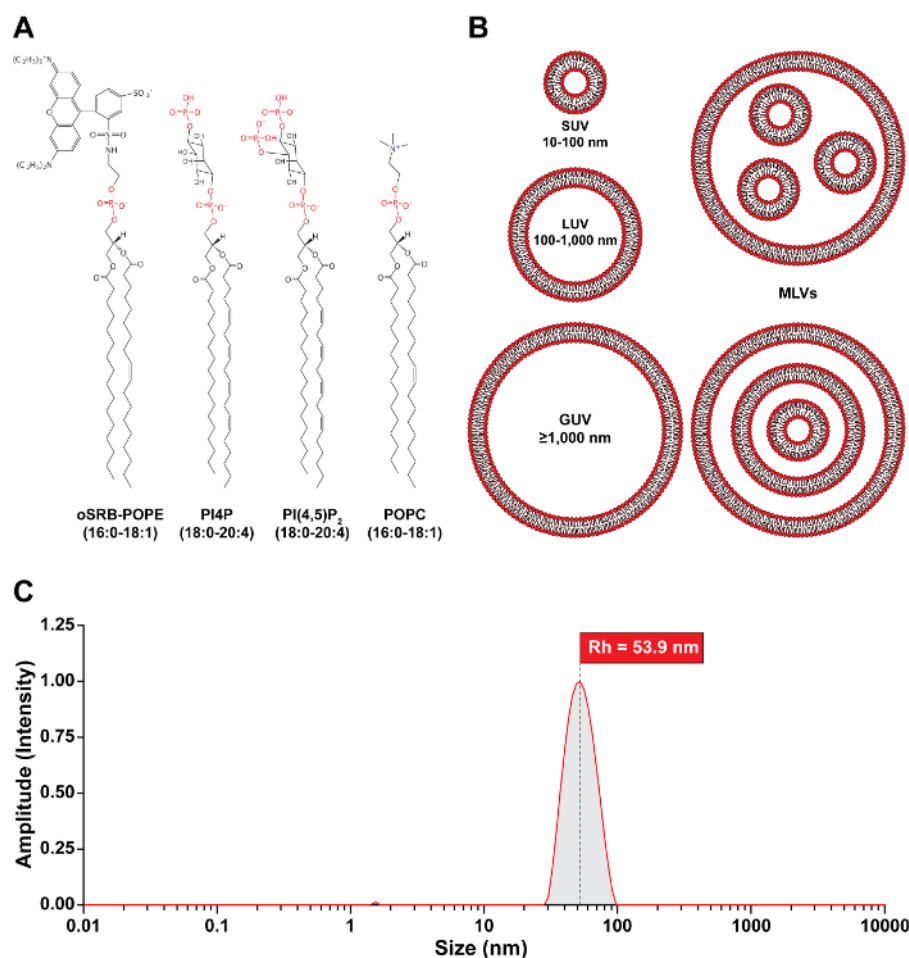 A
(C₂H₅)₂⁺N
SO₃⁻
(C₂H₅)₂N
O=S=O
NH
O
O=P-O⁻
O
H
O
O
O
O
OH
O=P-O⁻
O
HO
OH
OH
OH
O
O=P-O⁻
O
H
O
O
O
O
OH
O=P-O⁻
O
OH
OH
OH
O
O=P-O⁻
O
H
O
O
O
O
N⁺
O
O=P-O⁻
O
H
O
O
O
O
oSRB-POPE
(16:0-18:1)
PI4P
(18:0-20:4)
PI(4,5)P₂
(18:0-20:4)
POPC
(16:0-18:1)
B
SUV
10-100 nm
LUV
100-1,000 nm
MLVs
GUV
≥1,000 nm
C
Rh = 53.9 nm
Amplitude (Intensity)
1.25
1.00
0.75
0.50
0.25
0.00
0.01
0.1
1
10
100
1000
10000
Size (nm)